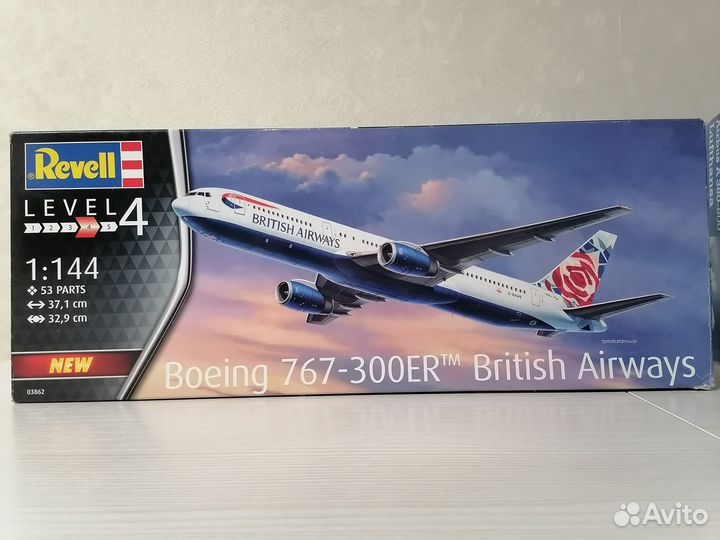 Revell
LEVEL 4
1 2 3 4 5
1:144
53 PARTS
37,1 cm
32,9 cm
NEW
03862
BRITISH AIRWAYS
Boeing 767-300ER™ British Airways
Lufthansa
Avito